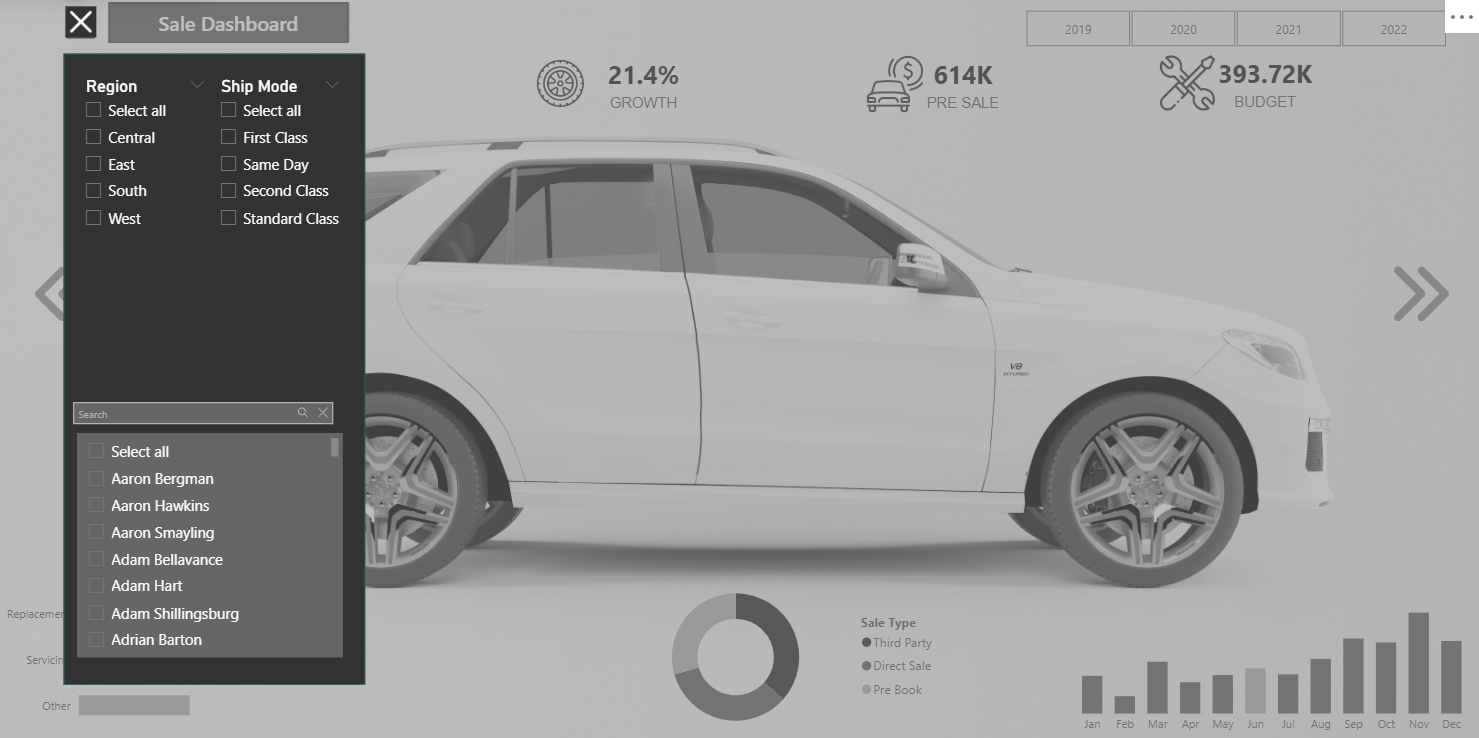 Sale Dashboard
2019
2020
2021
2022
Region
Select all
Central
East
South
West
Ship Mode
Select all
First Class
Same Day
Second Class
Standard Class
21.4%
GROWTH
614K
PRE SALE
393.72K
BUDGET
V8
BITURBO
Search
Select all
Aaron Bergman
Aaron Hawkins
Aaron Smayling
Adam Bellavance
Adam Hart
Adam Shillingsburg
Adrian Barton
Replacemen
Servicin
Other
Sale Type
Third Party
Direct Sale
Pre Book
Jan Feb Mar Apr May Jun Jul Aug Sep Oct Nov Dec